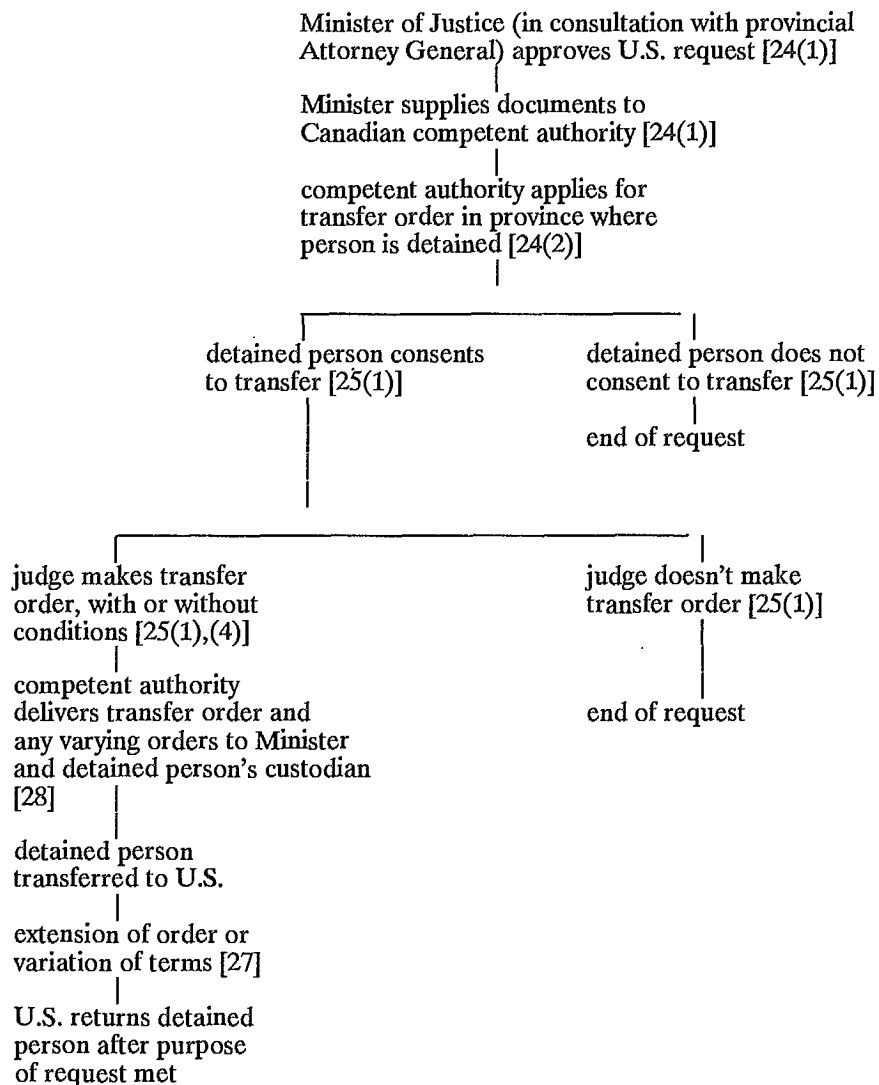 Minister of Justice (in consultation with provincial
Attorney General) approves U.S. request [24(1)]
Minister supplies documents to
Canadian competent authority [24(1)]
competent authority applies for
transfer order in province where
person is detained [24(2)]
detained person consents
to transfer [25(1)]
detained person does not
consent to transfer [25(1)]
end of request
judge makes transfer
order, with or without
conditions [25(1),(4)]
competent authority
delivers transfer order and
any varying orders to Minister
and detained person's custodian
[28]
detained person
transferred to U.S.
extension of order or
variation of terms [27]
U.S. returns detained
person after purpose
of request met
judge doesn't make
transfer order [25(1)]
end of request